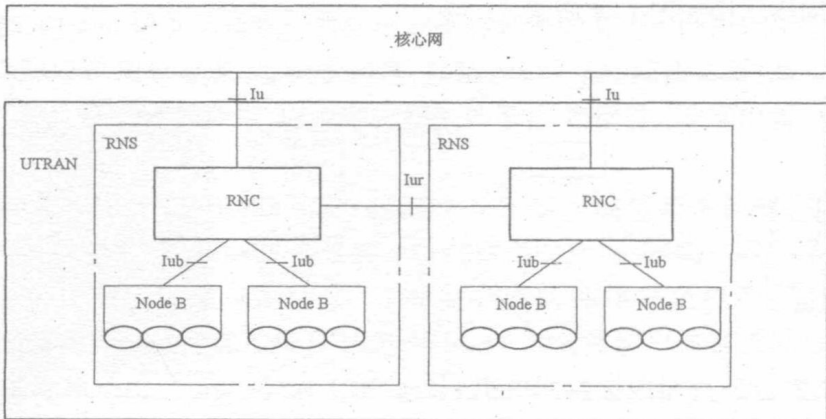 核心网
Iu
Iu
UTRAN
RNS
RNS
RNC
Iur
RNC
Iub
Iub
Iub
Iub
Node B
Node B
Node B
Node B